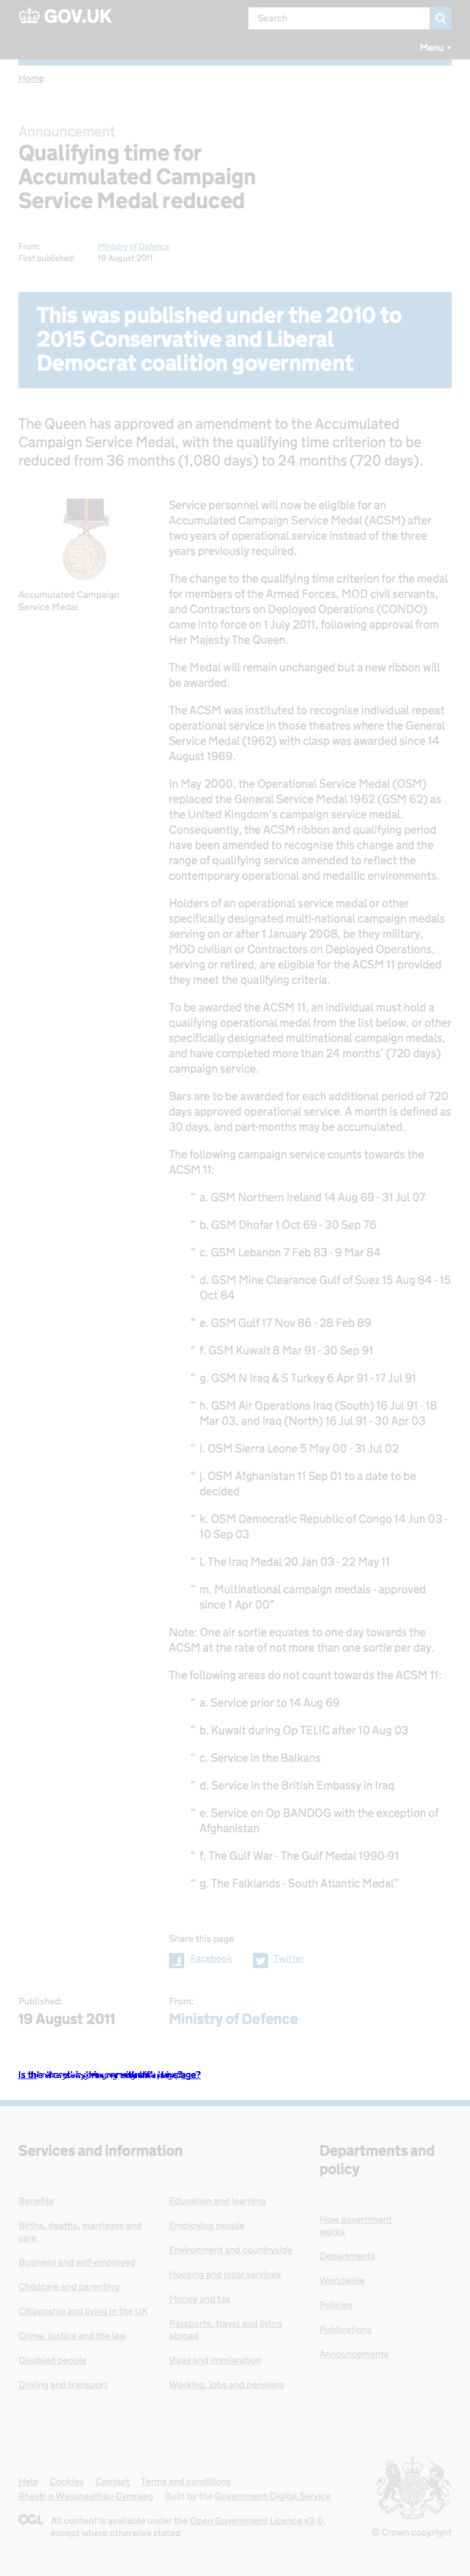 GOV.UK
Search
Menu
Home
Announcement
Qualifying time for
Accumulated Campaign
Service Medal reduced
From: Ministry of Defence
First published: 19 August 2011
This was published under the 2010 to
2015 Conservative and Liberal
Democrat coalition government
The Queen has approved an amendment to the Accumulated
Campaign Service Medal, with the qualifying time criterion to be
reduced from 36 months (1,080 days) to 24 months (720 days).
Accumulated Campaign
Service Medal
Service personnel will now be eligible for an
Accumulated Campaign Service Medal (ACSM) after
two years of operational service instead of the three
years previously required.
The change to the qualifying time criterion for the medal
for members of the Armed Forces, MOD civil servants,
and Contractors on Deployed Operations (CONDO)
came into force on 1 July 2011, following approval from
Her Majesty The Queen.
The Medal will remain unchanged but a new ribbon will
be awarded.
The ACSM was instituted to recognise individual repeat
operational service in those theatres where the General
Service Medal (1962) with clasp was awarded since 14
August 1969.
In May 2000, the Operational Service Medal (OSM)
replaced the General Service Medal 1962 (GSM 62) as
the United Kingdom's campaign service medal.
Consequently, the ACSM ribbon and qualifying period
have been amended to recognise this change and the
range of qualifying service amended to reflect the
contemporary operational and medallic environments.
Holders of an operational service medal or other
specifically designated multi-national campaign medals
serving on or after 1 January 2008, be they military,
MOD civilian or Contractors on Deployed Operations,
serving or retired, are eligible for the ACSM 11 provided
they meet the qualifying criteria.
To be awarded the ACSM 11, an individual must hold a
qualifying operational medal from the list below, or other
specifically designated multinational campaign medals,
and have completed more than 24 months' (720 days)
campaign service.
Bars are to be awarded for each additional period of 720
days approved operational service. A month is defined as
30 days, and part-months may be accumulated.
The following campaign service counts towards the
ACSM 11:
“ a. GSM Northern Ireland 14 Aug 69 - 31 Jul 07
“ b. GSM Dhofar 1 Oct 69 - 30 Sep 76
“ c. GSM Lebanon 7 Feb 83 - 9 Mar 84
“ d. GSM Mine Clearance Gulf of Suez 15 Aug 84 - 15
Oct 84
“ e. GSM Gulf 17 Nov 86 - 28 Feb 89
“ f. GSM Kuwait 8 Mar 91 - 30 Sep 91
“ g. GSM N Iraq & S Turkey 6 Apr 91 - 17 Jul 91
“ h. GSM Air Operations Iraq (South) 16 Jul 91 - 18
Mar 03, and Iraq (North) 16 Jul 91 - 30 Apr 03
“ i. OSM Sierra Leone 5 May 00 - 31 Jul 02
“ j. OSM Afghanistan 11 Sep 01 to a date to be
decided
“ k. OSM Democratic Republic of Congo 14 Jun 03 -
10 Sep 03
“ l. The Iraq Medal 20 Jan 03 - 22 May 11
“ m. Multinational campaign medals - approved
since 1 Apr 00”
Note: One air sortie equates to one day towards the
ACSM at the rate of not more than one sortie per day.
The following areas do not count towards the ACSM 11:
“ a. Service prior to 14 Aug 69
“ b. Kuwait during Op TELIC after 10 Aug 03
“ c. Service in the Balkans
“ d. Service in the British Embassy in Iraq
“ e. Service on Op BANDOG with the exception of
Afghanistan
“ f. The Gulf War - The Gulf Medal 1990-91
“ g. The Falklands - South Atlantic Medal”
Share this page
Facebook Twitter
Published: From:
19 August 2011 Ministry of Defence
Services and information
Benefits
Births, deaths, marriages and
care
Business and self-employed
Childcare and parenting
Citizenship and living in the UK
Crime, justice and the law
Disabled people
Driving and transport
Education and learning
Employing people
Environment and countryside
Housing and local services
Money and tax
Passports, travel and living
abroad
Visas and immigration
Working, jobs and pensions
Departments and
policy
How government
works
Departments
Worldwide
Policies
Publications
Announcements
Help Cookies Contact Terms and conditions
Rhestr o Wasanaethau Cymraeg Built by the Government Digital Service
OGL All content is available under the Open Government Licence v3.0,
except where otherwise stated
© Crown copyright